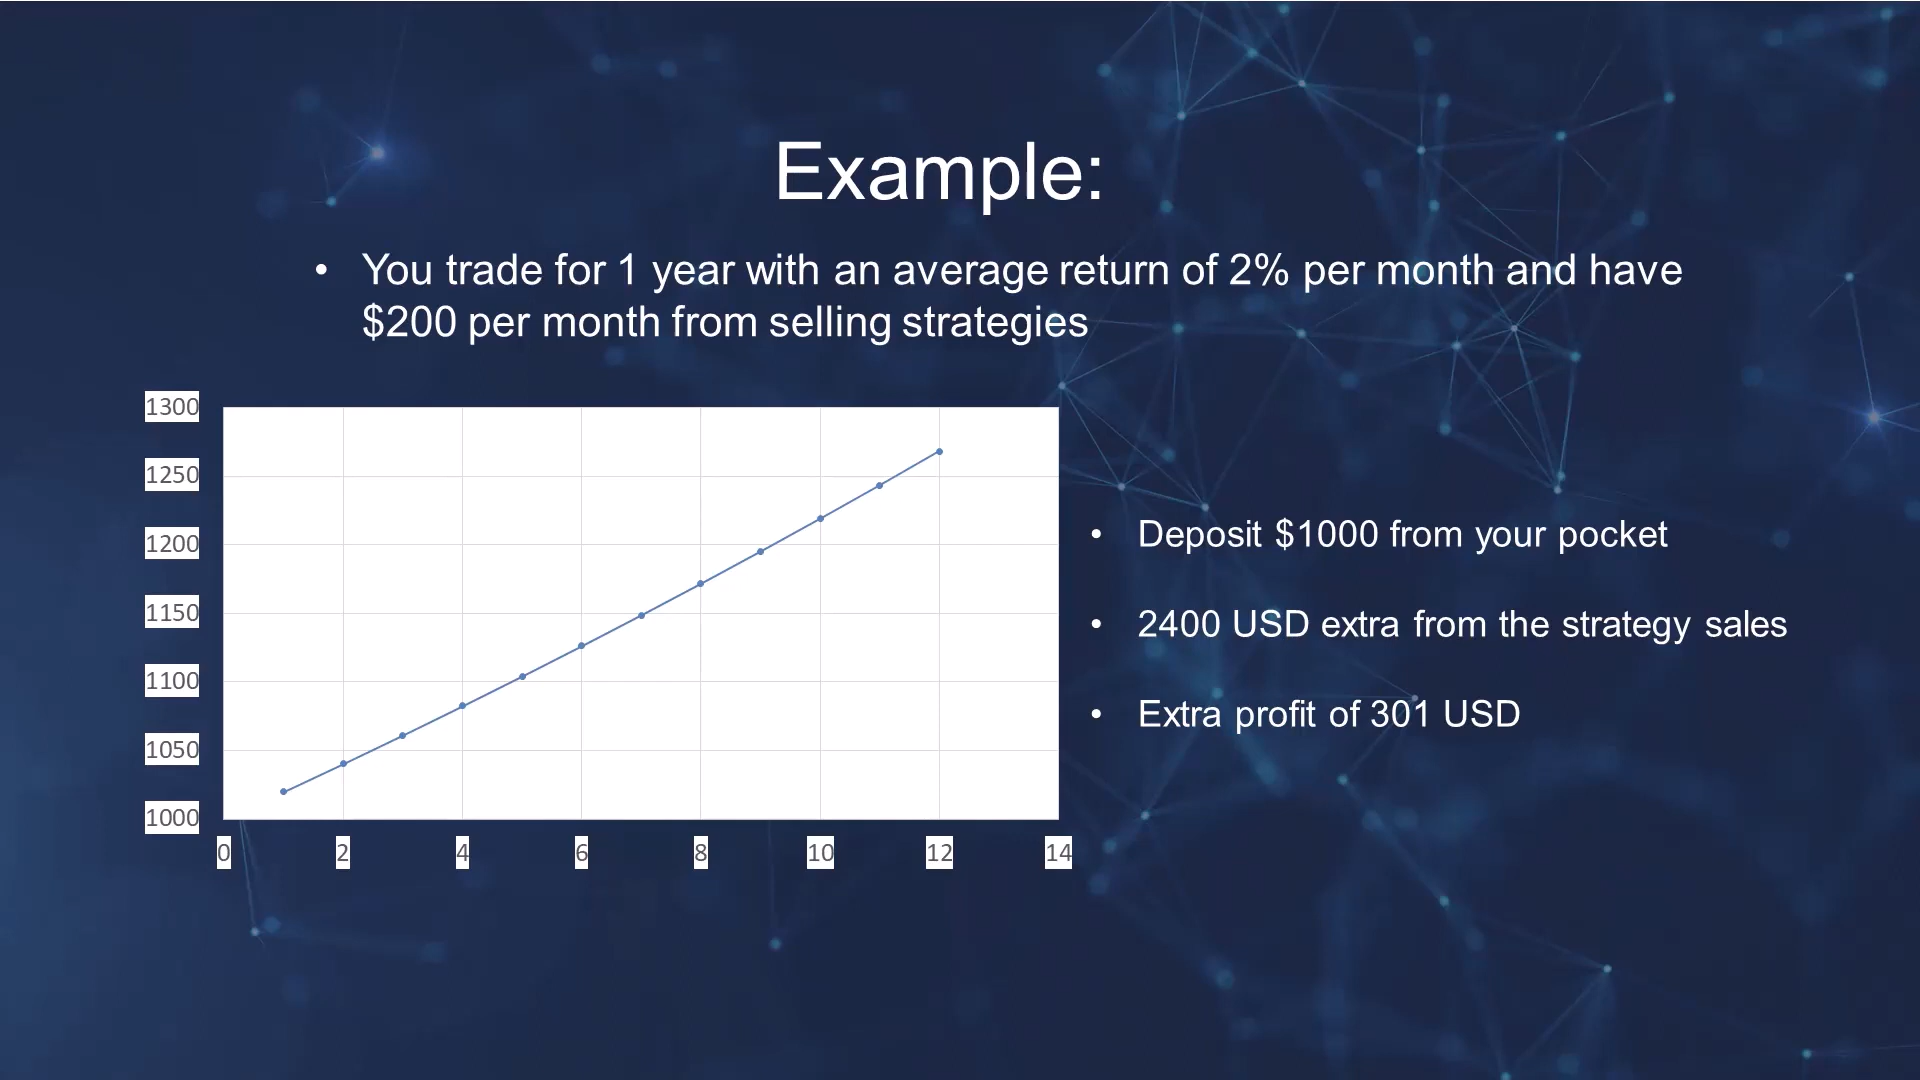 Example:
• You trade for 1 year with an average return of 2% per month and have
$200 per month from selling strategies
1300
1250
1200
1150
1100
1050
1000
0 2 4 6 8 10 12 14
• Deposit $1000 from your pocket
• 2400 USD extra from the strategy sales
• Extra profit of 301 USD